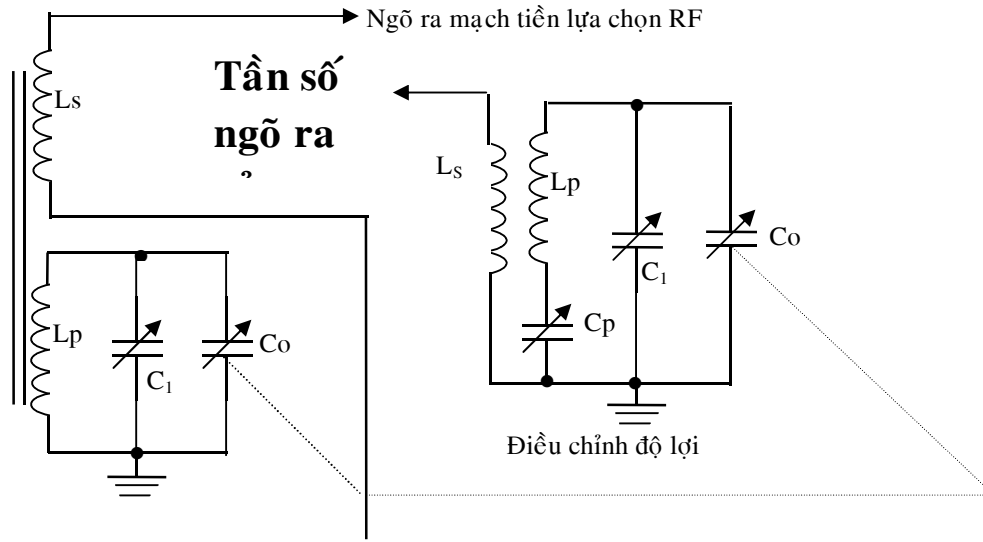 Ngõ ra mạch tiền lựa chọn RF
Tần số
ngõ ra
Ls
L_S
Lp
Co
C₁
Cp
Lp
Co
C₁
Điều chỉnh độ lợi